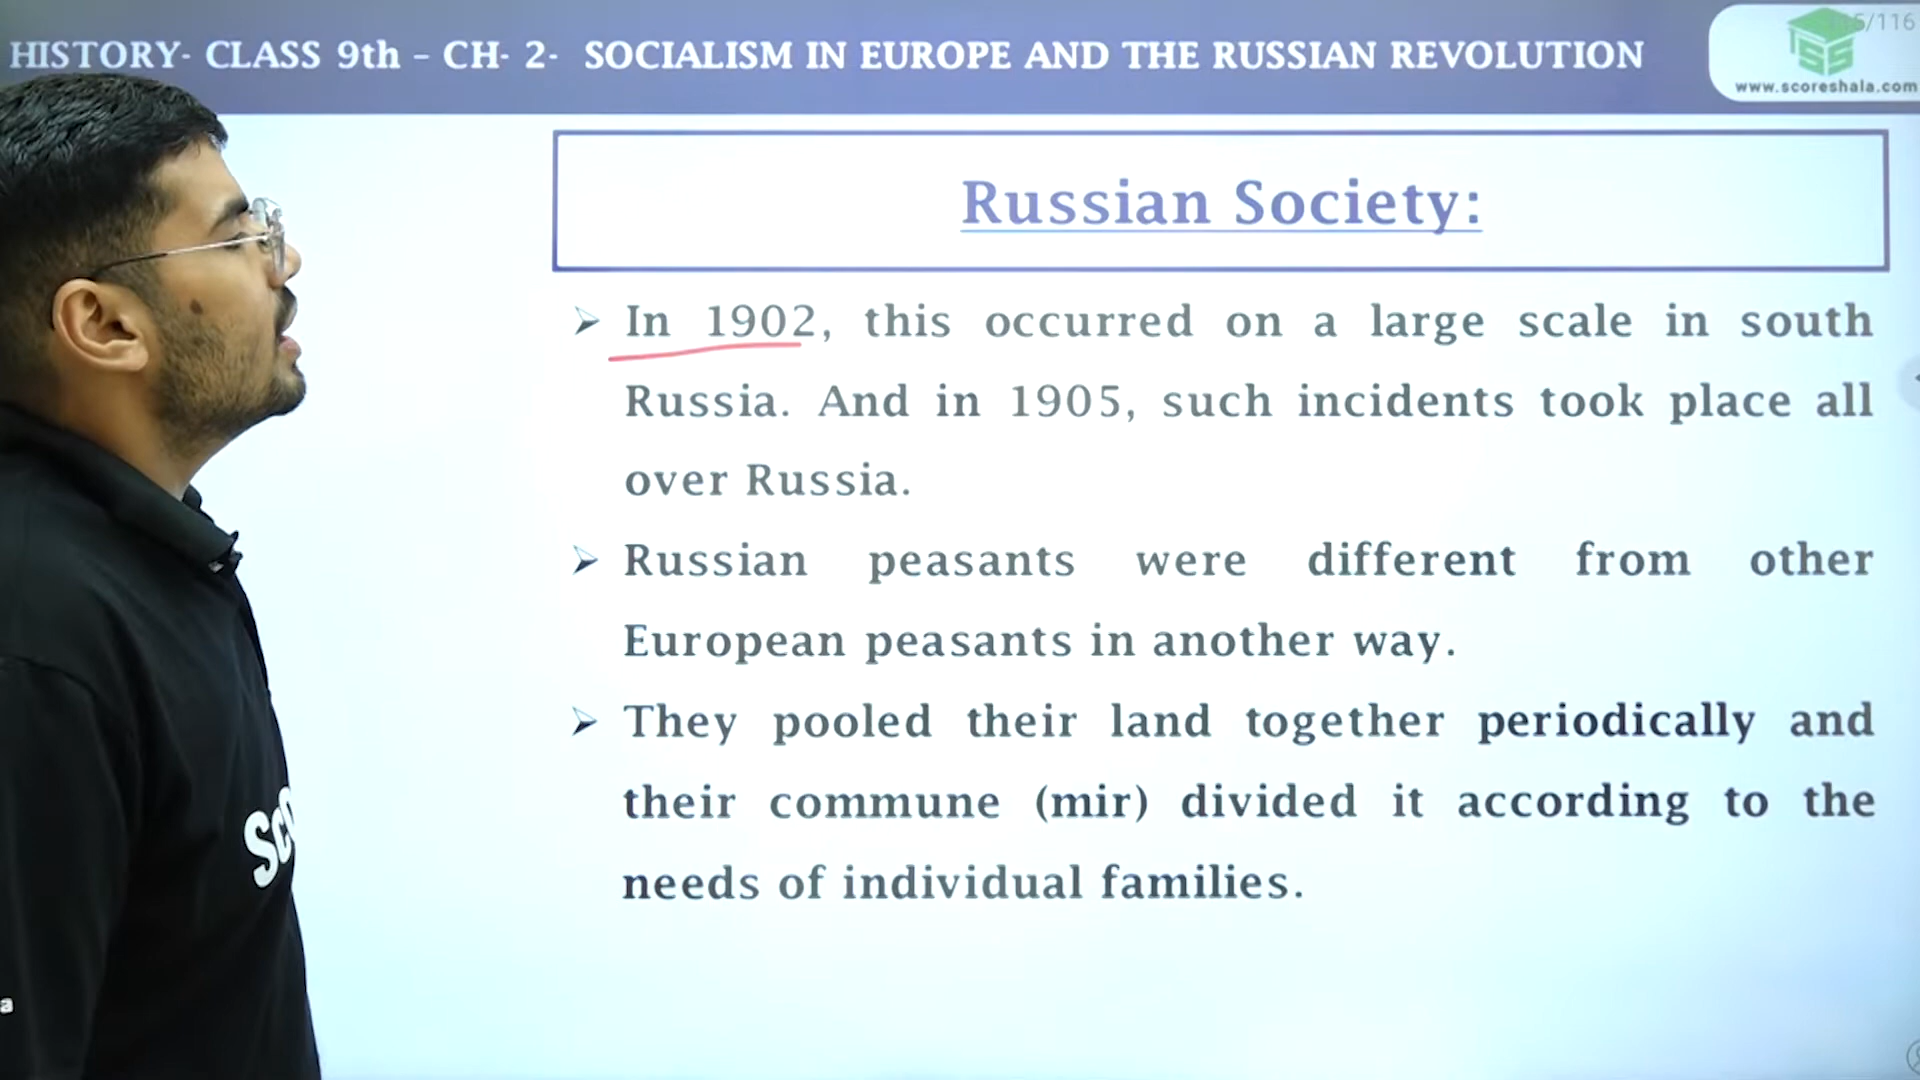 HISTORY- CLASS 9th – CH- 2- SOCIALISM IN EUROPE AND THE RUSSIAN REVOLUTION
5/116
www.scoreshala.com
Russian Society:
➢ In 1902, this occurred on a large scale in south
Russia. And in 1905, such incidents took place all
over Russia.
➢ Russian peasants were different from other
European peasants in another way.
➢ They pooled their land together periodically and
their commune (mir) divided it according to the
needs of individual families.
Sco
a